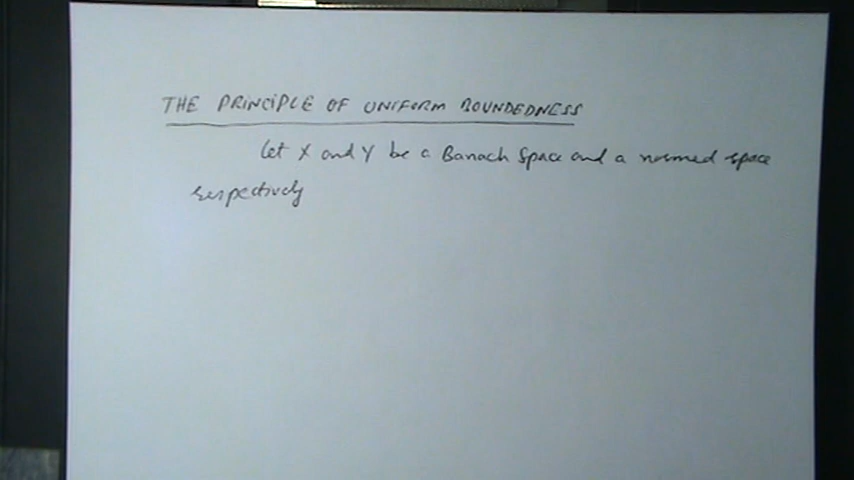 THE PRINCIPLE OF UNIFORM BOUNDEDNESS
Let X and Y be a Banach Space and a normed space
respectively